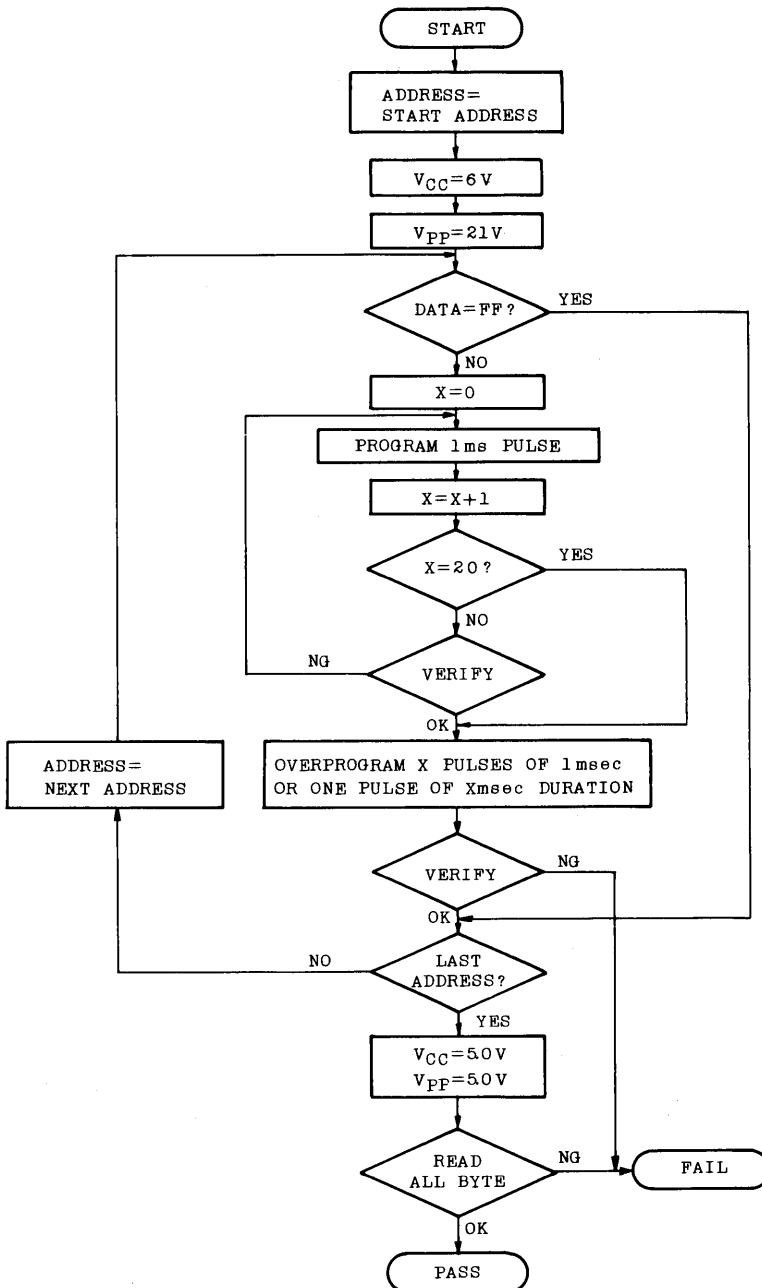 START
ADDRESS=
START ADDRESS
VCC=6V
VPP=21V
DATA=FF?
YES
NO
X=0
PROGRAM 1ms PULSE
X=X+1
X=20?
YES
NO
VERIFY
NG
OK
ADDRESS=
NEXT ADDRESS
OVERPROGRAM X PULSES OF 1msec
OR ONE PULSE OF Xmsec DURATION
VERIFY
NG
OK
LAST
ADDRESS?
NO
YES
VCC=5.0V
VPP=5.0V
READ
ALL BYTE
NG
FAIL
OK
PASS